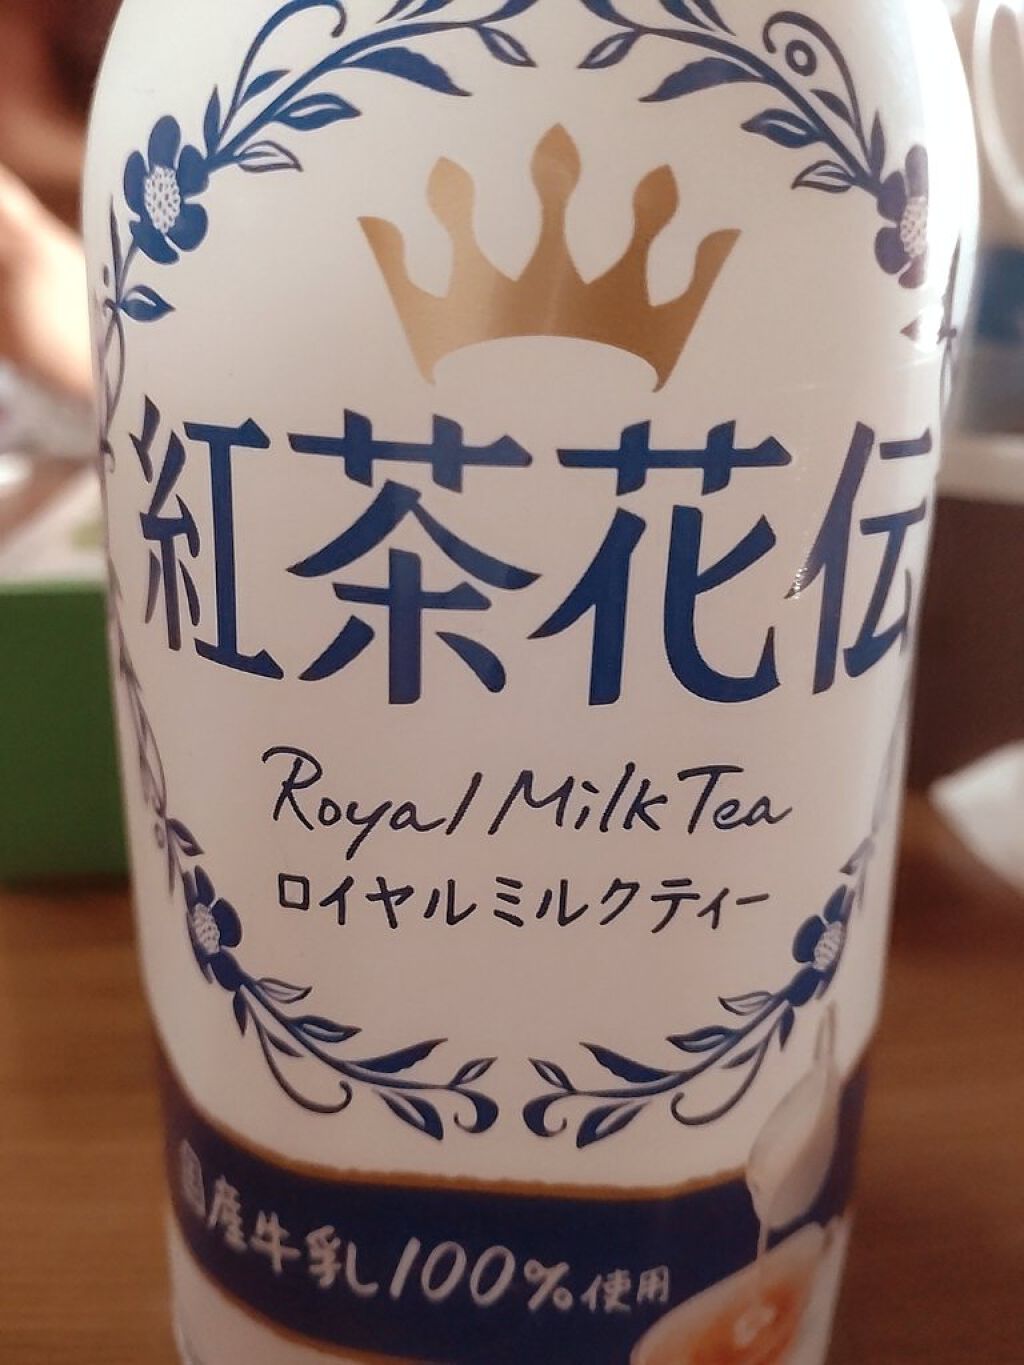 紅茶花伝
Royal Milk Tea
ロイヤルミルクティー
国産牛乳100%使用